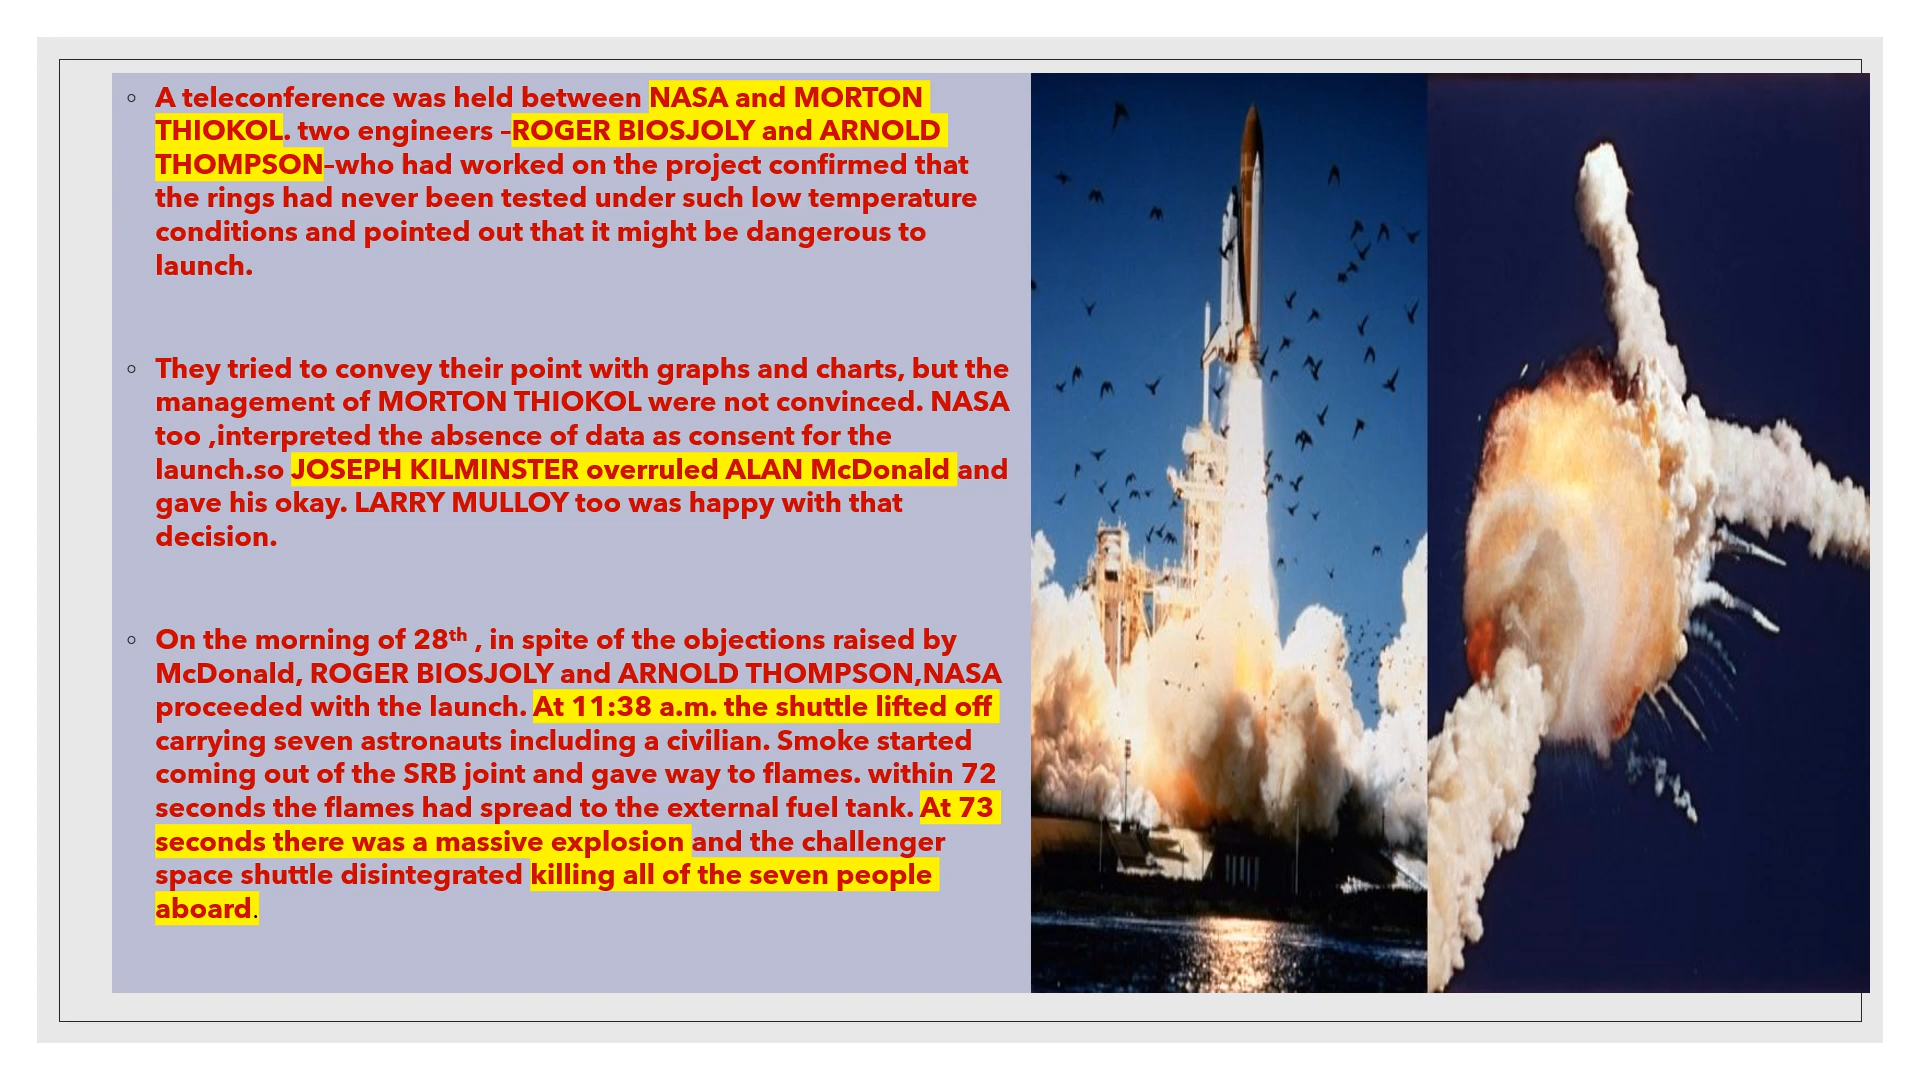 A teleconference was held between NASA and MORTON
THIOKOL. two engineers –ROGER BIOSJOLY and ARNOLD
THOMPSON–who had worked on the project confirmed that
the rings had never been tested under such low temperature
conditions and pointed out that it might be dangerous to
launch.
They tried to convey their point with graphs and charts, but the
management of MORTON THIOKOL were not convinced. NASA
too ,interpreted the absence of data as consent for the
launch.so JOSEPH KILMINSTER overruled ALAN McDonald and
gave his okay. LARRY MULLOY too was happy with that
decision.
On the morning of 28th , in spite of the objections raised by
McDonald, ROGER BIOSJOLY and ARNOLD THOMPSON,NASA
proceeded with the launch. At 11:38 a.m. the shuttle lifted off
carrying seven astronauts including a civilian. Smoke started
coming out of the SRB joint and gave way to flames. within 72
seconds the flames had spread to the external fuel tank. At 73
seconds there was a massive explosion and the challenger
space shuttle disintegrated killing all of the seven people
aboard.